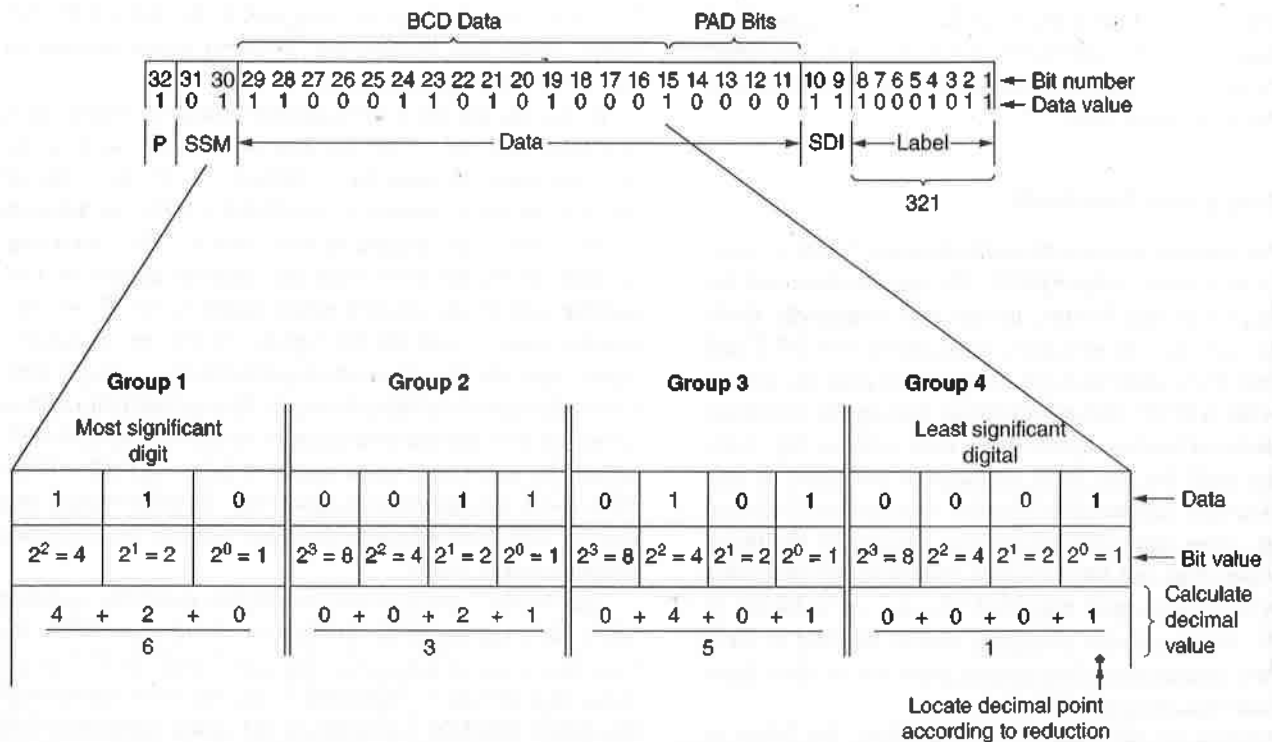 BCD Data PAD Bits
32 31 30 29 28 27 26 25 24 23 22 21 20 19 18 17 16 15 14 13 12 11 10 9 8 7 6 5 4 3 2 1 Bit number
1 0 1 1 1 0 0 0 1 1 0 1 0 1 0 0 0 1 0 0 0 0 1 1 1 0 0 0 1 0 1 1 Data value
P SSM Data SDI Label
321
Group 1 Group 2 Group 3 Group 4
Most significant digit
Least significant digital
1 1 0 0 0 1 1 0 1 0 1 0 0 0 1 Data
2² = 4 2¹ = 2 2⁰ = 1 2³ = 8 2² = 4 2¹ = 2 2⁰ = 1 2³ = 8 2² = 4 2¹ = 2 2⁰ = 1 2³ = 8 2² = 4 2¹ = 2 2⁰ = 1 Bit value
4 + 2 + 0 0 + 0 + 2 + 1 0 + 4 + 0 + 1 0 + 0 + 0 + 1
6 3 5 1
Calculate
decimal
value
Locate decimal point
according to reduction